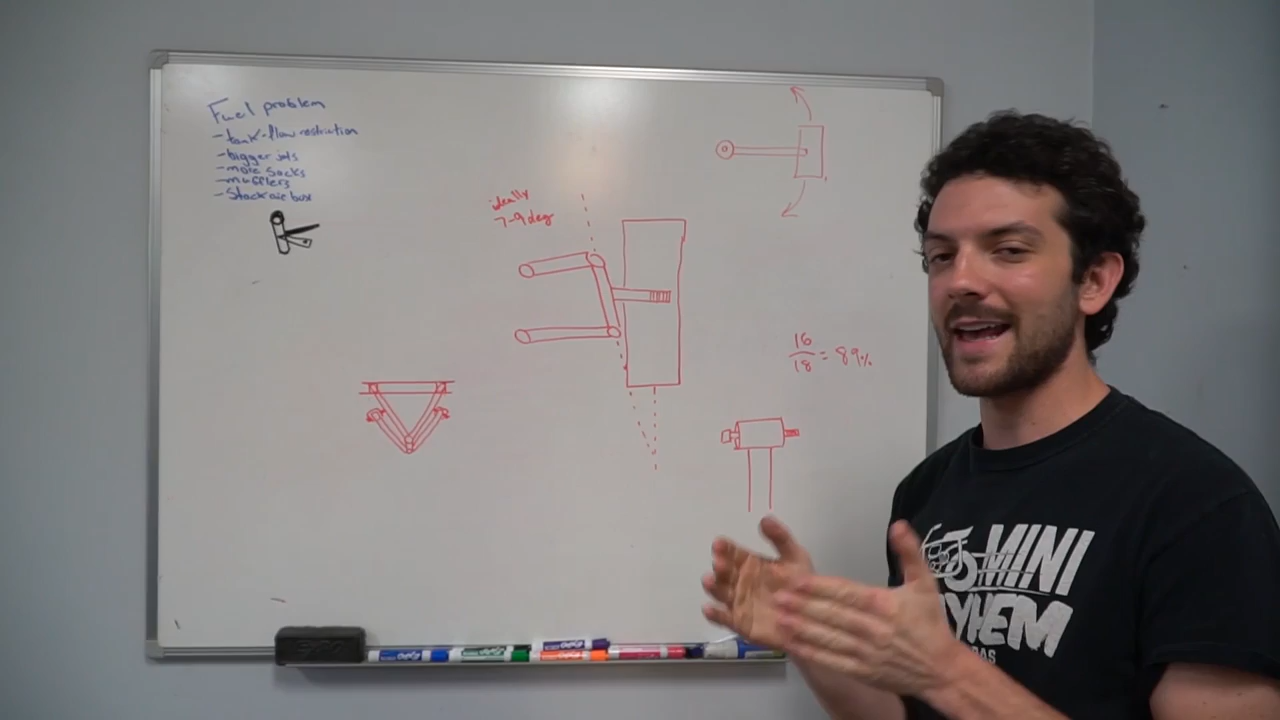 Fuel problem
- tank-flow restriction
- bigger jets
- more socks
- mufflers
- Stock air box
ideally
7-9 deg
16
18 = 89%
EXPO
MINI
MAYHEM